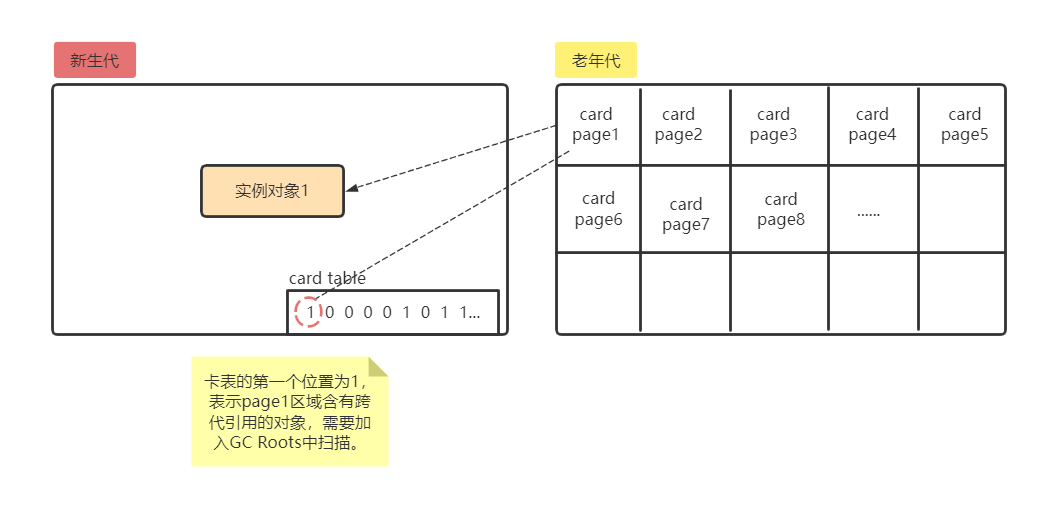 新生代
老年代
card
page1
card
page2
card
page3
card
page4
card
page5
实例对象1
card
page6
card
page7
card
page8
......
card table
1 0 0 0 0 1 0 1 1...
卡表的第一个位置为1，
表示page1区域含有跨
代引用的对象，需要加
入GC Roots中扫描。